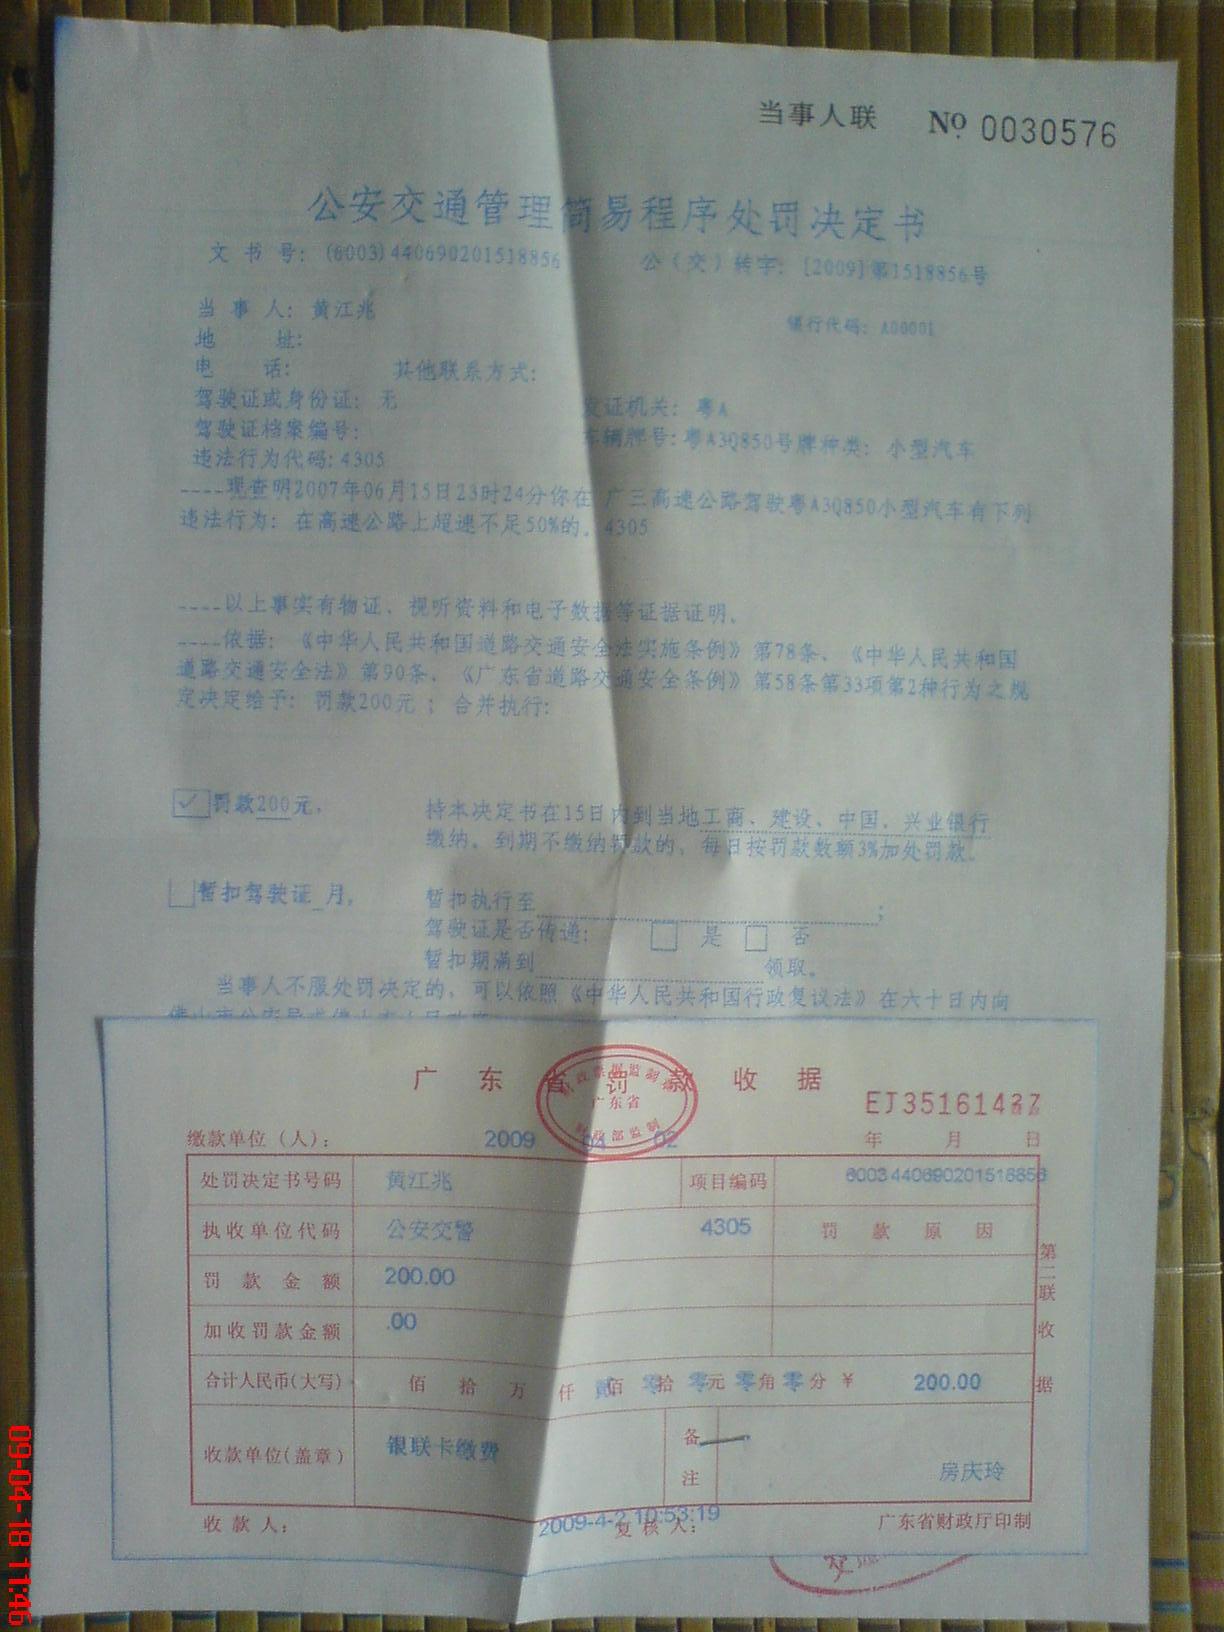 当事人联 No. 0030576
公安交通管理简易程序处罚决定书
文书号: (6003)440690201518856 公(交)转字: [2009]第1518856号
当事人: 黄江兆
银行代码: A00001
地址:
电话: 其他联系方式:
驾驶证或身份证: 无 发证机关: 粤A
驾驶证档案编号: 车辆牌号: 粤A3Q850号牌种类: 小型汽车
违法行为代码: 4305
----现查明2007年06月15日23时24分你在 广三高速公路驾驶粤A3Q850小型汽车有下列
违法行为: 在高速公路上超速不足50%的。4305
----以上事实有物证、视听资料和电子数据等证据证明。
----依据: 《中华人民共和国道路交通安全法实施条例》第78条、《中华人民共和国
道路交通安全法》第90条、《广东省道路交通安全条例》第58条第33项第2种行为之规
定决定给予: 罚款200元 ; 合并执行:
罚款200元, 持本决定书在15日内到当地工商、建设、中国、兴业银行
缴纳。到期不缴纳罚款的, 每日按罚款数额3%加处罚款。
暂扣驾驶证_月, 暂扣执行至 ;
驾驶证是否传递: 是 否
暂扣期满到 领取。
当事人不服处罚决定的, 可以依照《中华人民共和国行政复议法》在六十日内向
广东省罚款收据
广东省
EJ35161437
缴款单位(人): 2009 04 02 年 月 日
处罚决定书号码 黄江兆 项目编码 6003440690201518856
执收单位代码 公安交警 4305 罚款原因
罚款金额 200.00
加收罚款金额 .00
合计人民币(大写) 佰拾万仟贰佰零拾零元零角零分 ¥ 200.00
收款单位(盖章) 银联卡缴费 备注 房庆玲
第二联 收据
收款人: 2009-4-2 10:53:19 复核人: 广东省财政厅印制
09-04-18 11:46